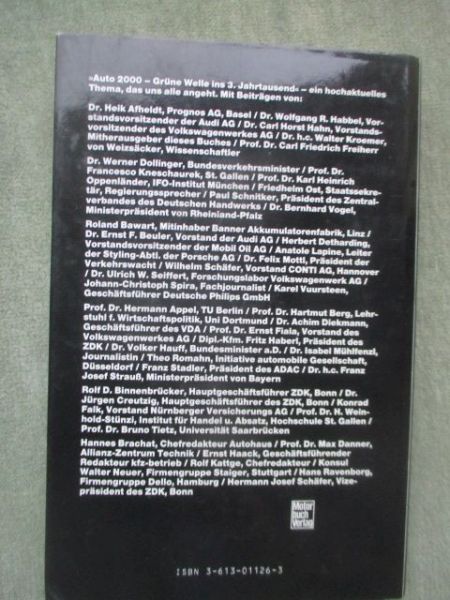 »Auto 2000 – Grüne Welle ins 3. Jahrtausend« – ein hochaktuelles
Thema, das uns alle angeht. Mit Beiträgen von:
Dr. Heik Afheldt, Prognos AG, Basel / Dr. Wolfgang R. Habbel, Vor-
standsvorsitzender der Audi AG / Dr. Carl Horst Hahn, Vorstands-
vorsitzender des Volkswagenwerkes AG / Dr. h.c. Walter Kroemer,
Mitherausgeber dieses Buches / Prof. Dr. Carl Friedrich Freiherr
von Weizsäcker, Wissenschaftler
Dr. Werner Dollinger, Bundesverkehrsminister / Prof. Dr.
Francesco Kneschaurek, St. Gallen / Prof. Dr. Karl Heinrich
Oppenländer, IFO-Institut München / Friedhelm Ost, Staatssekre-
tär, Regierungssprecher / Paul Schnitker, Präsident des Zentral-
verbandes des Deutschen Handwerks / Dr. Bernhard Vogel,
Ministerpräsident von Rheinland-Pfalz
Roland Bawart, Mitinhaber Banner Akkumulatorenfabrik, Linz /
Dr. Ernst F. Beuler, Vorstand der Audi AG / Herbert Detharding,
Vorstandsvorsitzender der Mobil Oil AG / Anatole Lapine, Leiter
der Styling-Abtl. der Porsche AG / Dr. Felix Motti, Präsident der
Verkehrswacht / Wilhelm Schäfer, Vorstand CONTI AG, Hannover
/ Dr. Ulrich W. Seiffert, Forschungslabor Volkswagenwerk AG /
Johann-Christoph Spira, Fachjournalist / Karel Vuursteen,
Geschäftsführer Deutsche Philips GmbH
Prof. Dr. Hermann Appel, TU Berlin / Prof. Dr. Hartmut Berg, Lehr-
stuhl f. Wirtschaftspolitik, Uni Dortmund / Dr. Achim Diekmann,
Geschäftsführer des VDA / Prof. Dr. Ernst Fiala, Vorstand des
Volkswagenwerkes AG / Dipl.-Kfm. Fritz Haberl, Präsident des
ZDK / Dr. Volker Hauff, Bundesminister a.D. / Dr. Isabel Mühlfenzl,
Journalistin / Theo Romahn, Initiative automobile Gesellschaft,
Düsseldorf / Franz Stadler, Präsident des ADAC / Dr. h.c. Franz
Josef Strauß, Ministerpräsident von Bayern
Rolf D. Binnenbrücker, Hauptgeschäftsführer ZDK, Bonn / Dr.
Jürgen Creutzig, Hauptgeschäftsführer des ZDK, Bonn / Konrad
Falk, Vorstand Nürnberger Versicherungs AG / Prof. Dr. H. Wein-
hold-Stünzi, Institut für Handel u. Absatz, Hochschule St. Gallen /
Prof. Dr. Bruno Tietz, Universität Saarbrücken
Hannes Brachat, Chefredakteur Autohaus / Prof. Dr. Max Danner,
Allianz-Zentrum Technik / Ernst Haack, Geschäftsführender
Redakteur kfz-betrieb / Rolf Kattge, Chefredakteur / Konsul
Walter Neuer, Firmengruppe Staiger, Stuttgart / Hans Ravenborg,
Firmengruppe Dello, Hamburg / Hermann Josef Schäfer, Vize-
präsident des ZDK, Bonn
Motor
buch
Verlag
ISBN 3-613-01126-3